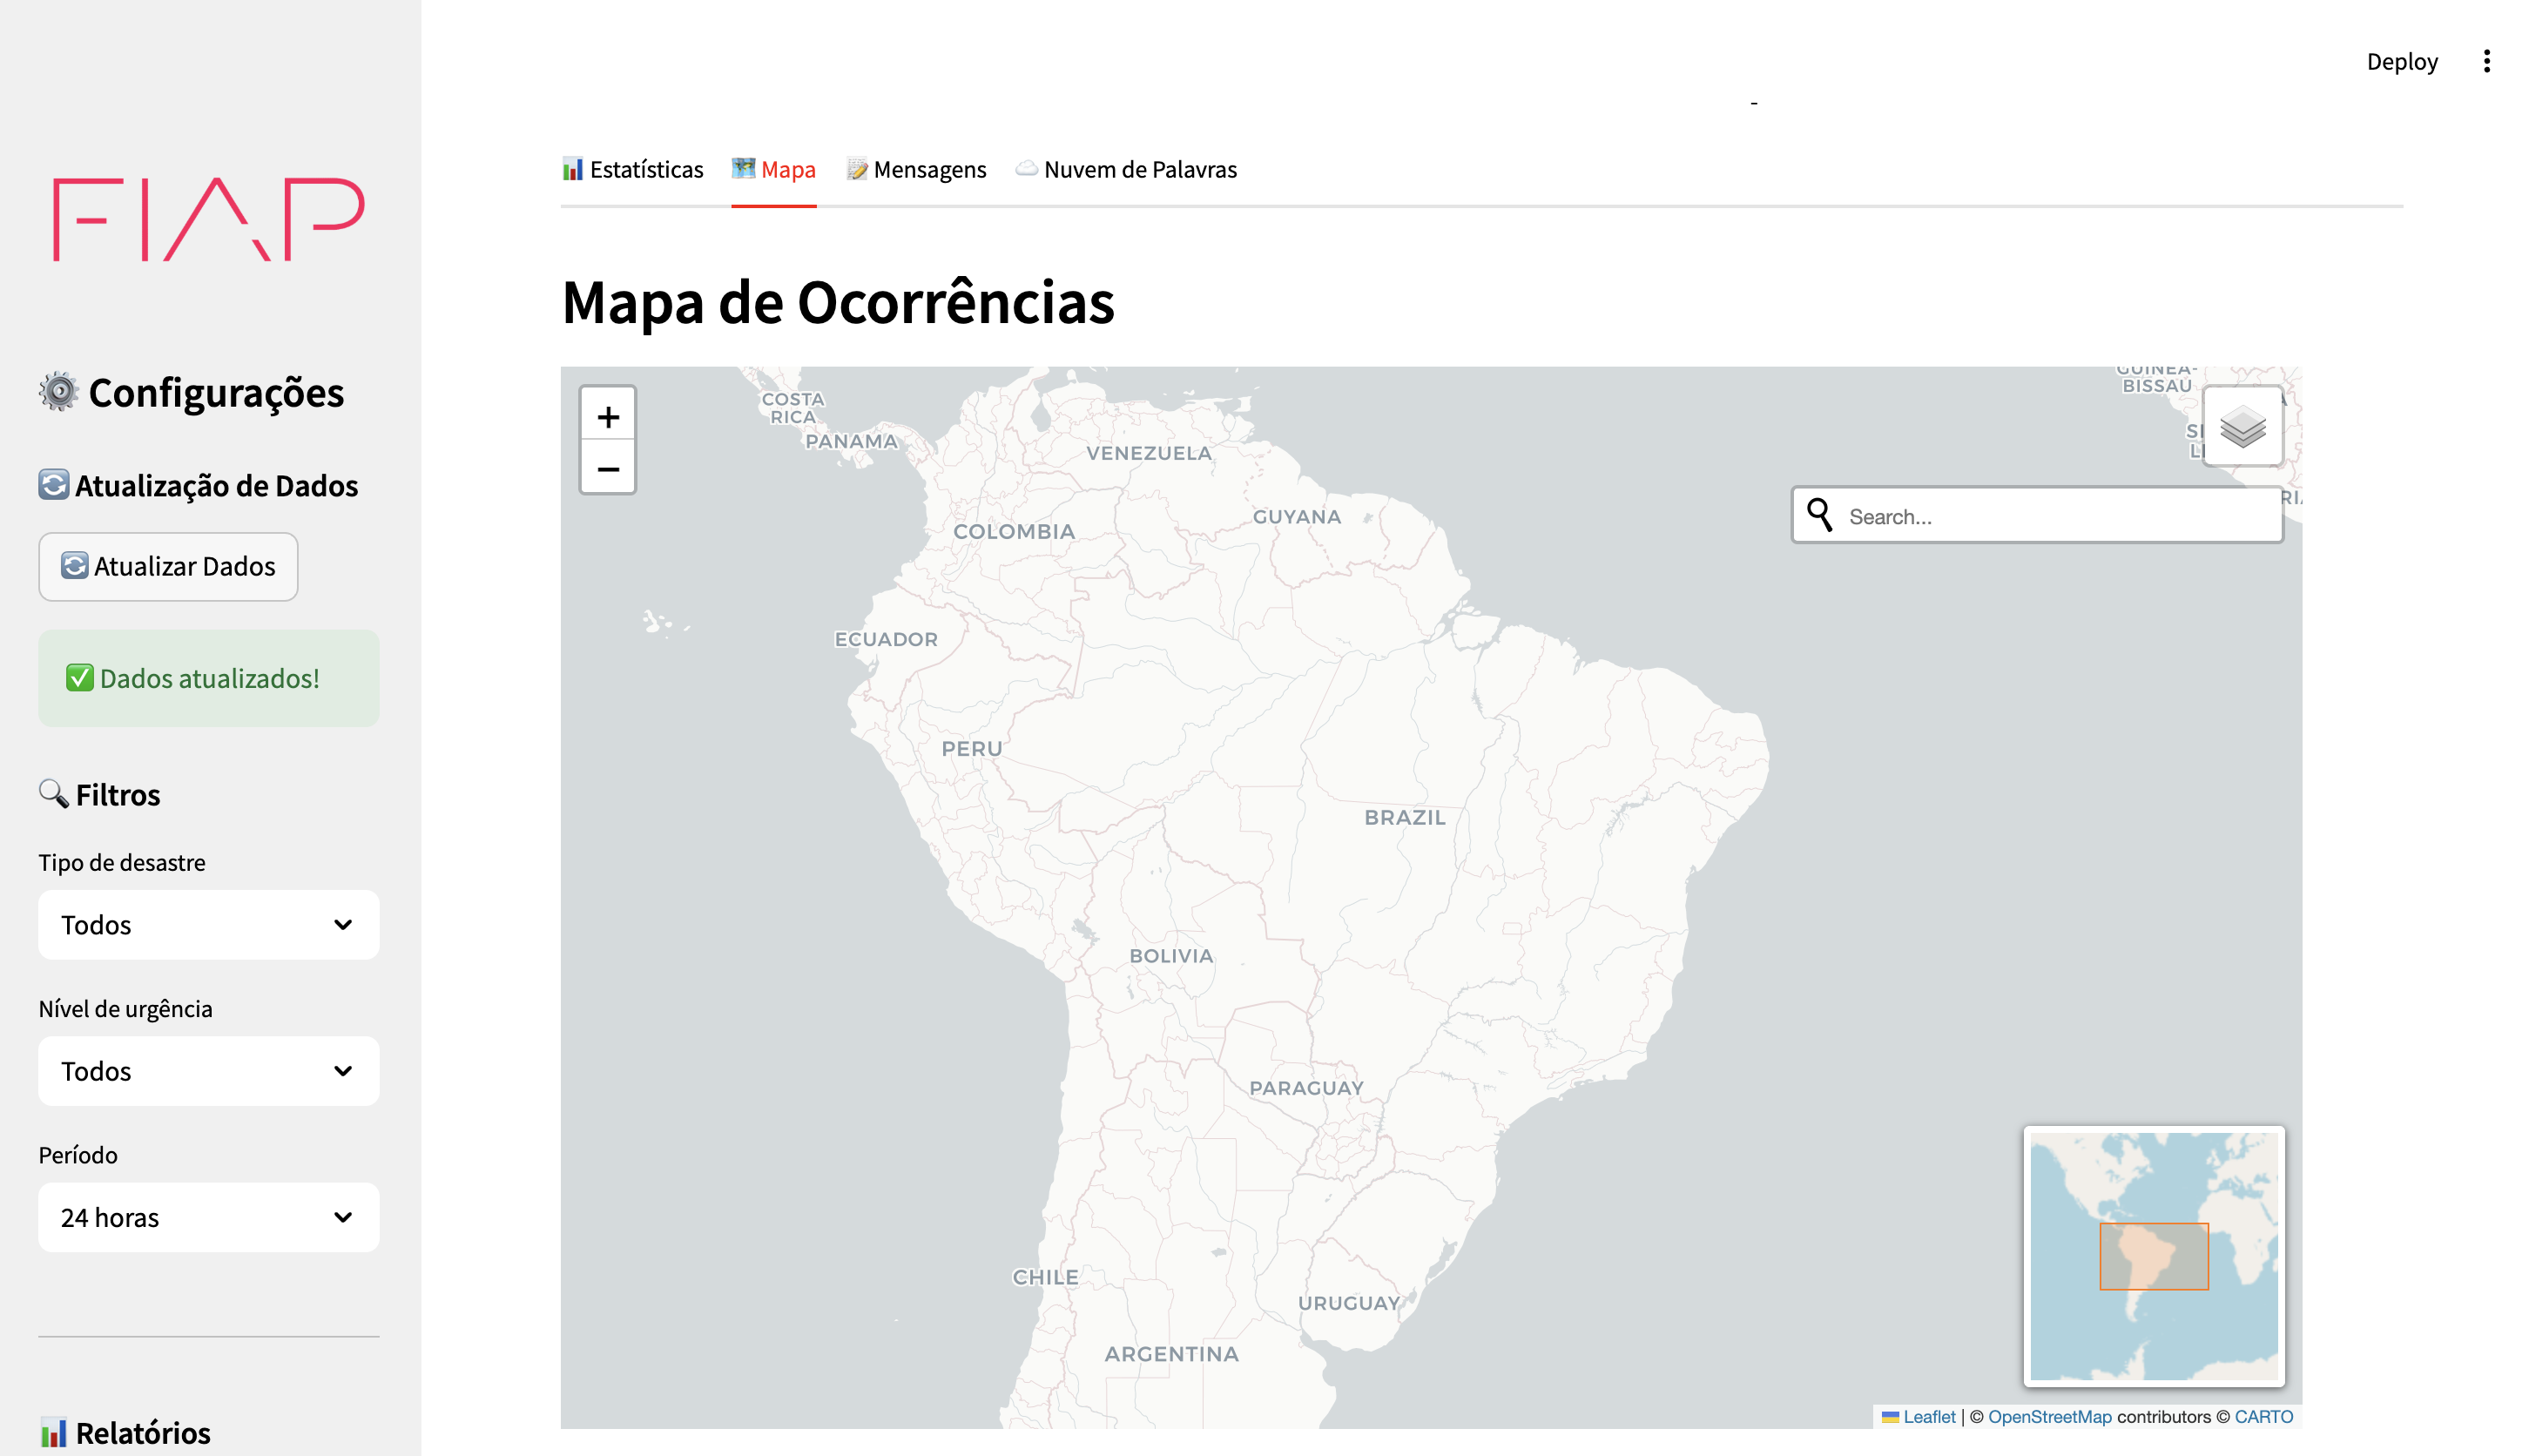 Deploy
-
FIAP
⚙️ Configurações
🔄 Atualização de Dados
🔄 Atualizar Dados
✅ Dados atualizados!
🔍 Filtros
Tipo de desastre
Todos
Nível de urgência
Todos
Período
24 horas
📊 Relatórios
📊 Estatísticas
🗺️ Mapa
📝 Mensagens
☁️ Nuvem de Palavras
Mapa de Ocorrências
+
−
Search...
COSTA
RICA
PANAMA
VENEZUELA
GUINEA-
BISSAU
COLOMBIA
GUYANA
ECUADOR
PERU
BRAZIL
BOLIVIA
PARAGUAY
CHILE
URUGUAY
ARGENTINA
Leaflet | © OpenStreetMap contributors © CARTO